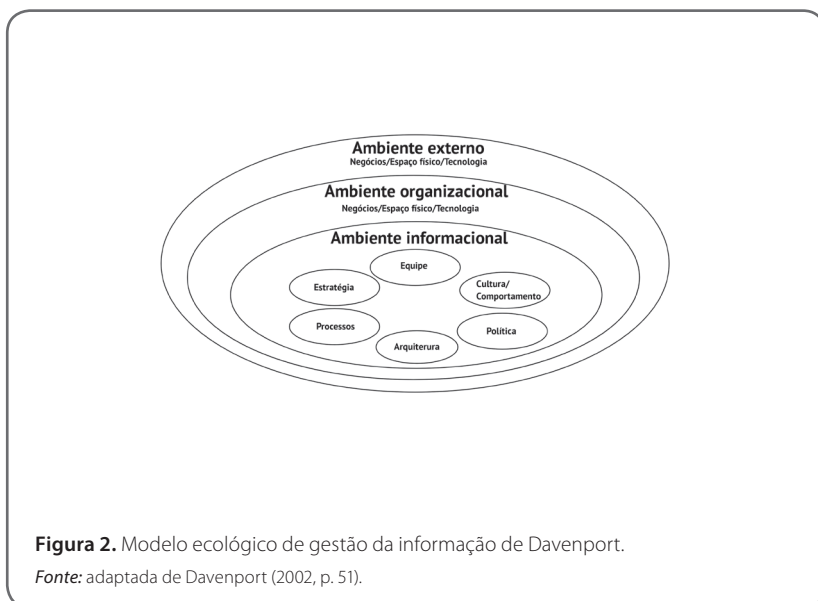 Ambiente externo
Negócios/Espaço físico/Tecnologia
Ambiente organizacional
Negócios/Espaço físico/Tecnologia
Ambiente informacional
Equipe
Estratégia
Cultura/
Comportamento
Processos
Política
Arquiterura
Figura 2. Modelo ecológico de gestão da informação de Davenport.
Fonte: adaptada de Davenport (2002, p. 51).